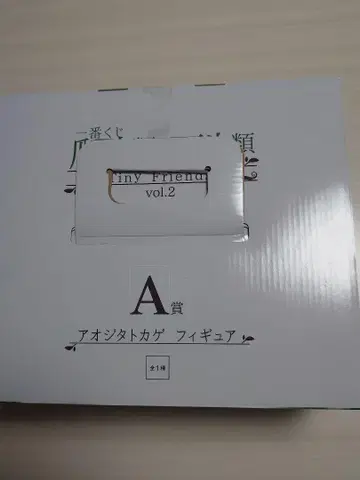 一番くじ
類
Tiny Friend
vol.2
A賞
アオジタトカゲ フィギュア
全1種